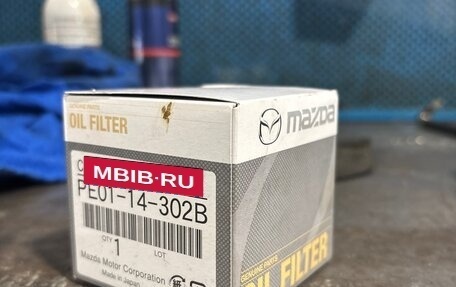 GENUINE PARTS
OIL FILTER
mazda
MBIB·RU
PE01-14-302B
QTY
1
LOT
Mazda Motor Corporation
Made in Japan
紙
GENUINE PARTS
OIL FILTER